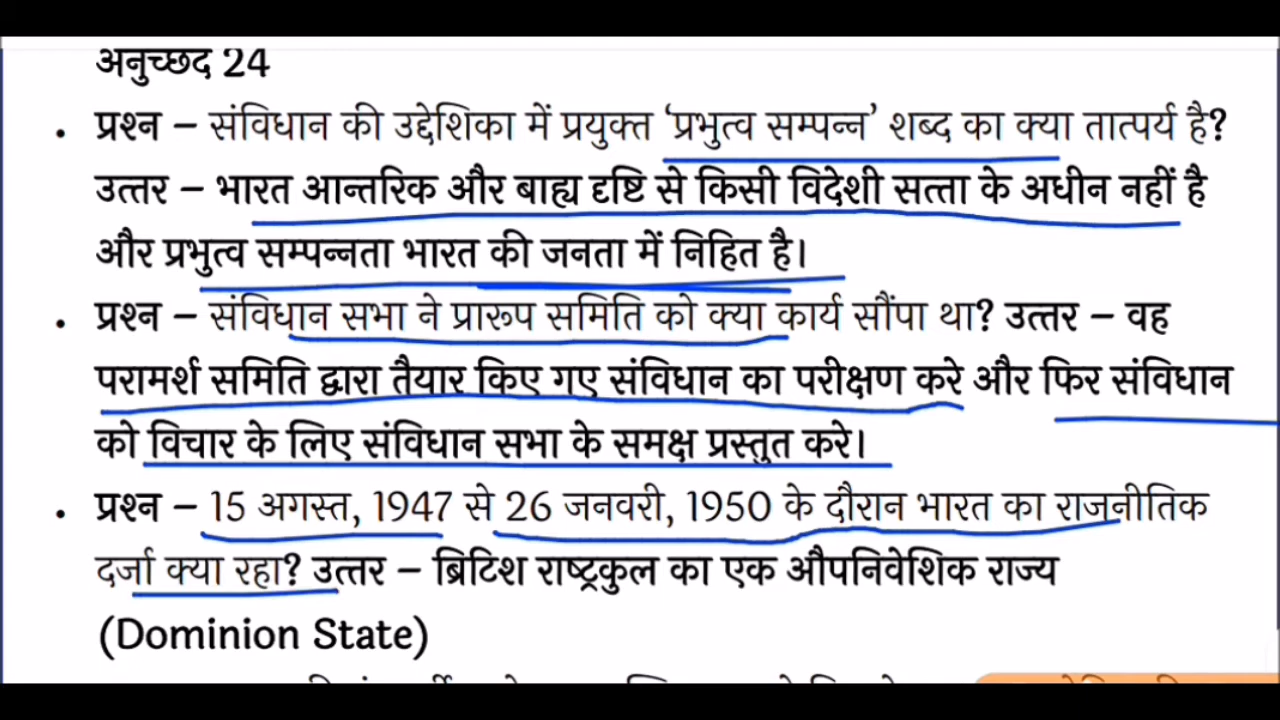 अनुच्छेद 24
• प्रश्न – संविधान की उद्देशिका में प्रयुक्त ‘प्रभुत्व सम्पन्न’ शब्द का क्या तात्पर्य है?
उत्तर – भारत आन्तरिक और बाह्य दृष्टि से किसी विदेशी सत्ता के अधीन नहीं है
और प्रभुत्व सम्पन्नता भारत की जनता में निहित है।
• प्रश्न – संविधान सभा ने प्रारूप समिति को क्या कार्य सौंपा था? उत्तर – वह
परामर्श समिति द्वारा तैयार किए गए संविधान का परीक्षण करे और फिर संविधान
को विचार के लिए संविधान सभा के समक्ष प्रस्तुत करे।
• प्रश्न – 15 अगस्त, 1947 से 26 जनवरी, 1950 के दौरान भारत का राजनीतिक
दर्जा क्या रहा? उत्तर – ब्रिटिश राष्ट्रकुल का एक औपनिवेशिक राज्य
(Dominion State)